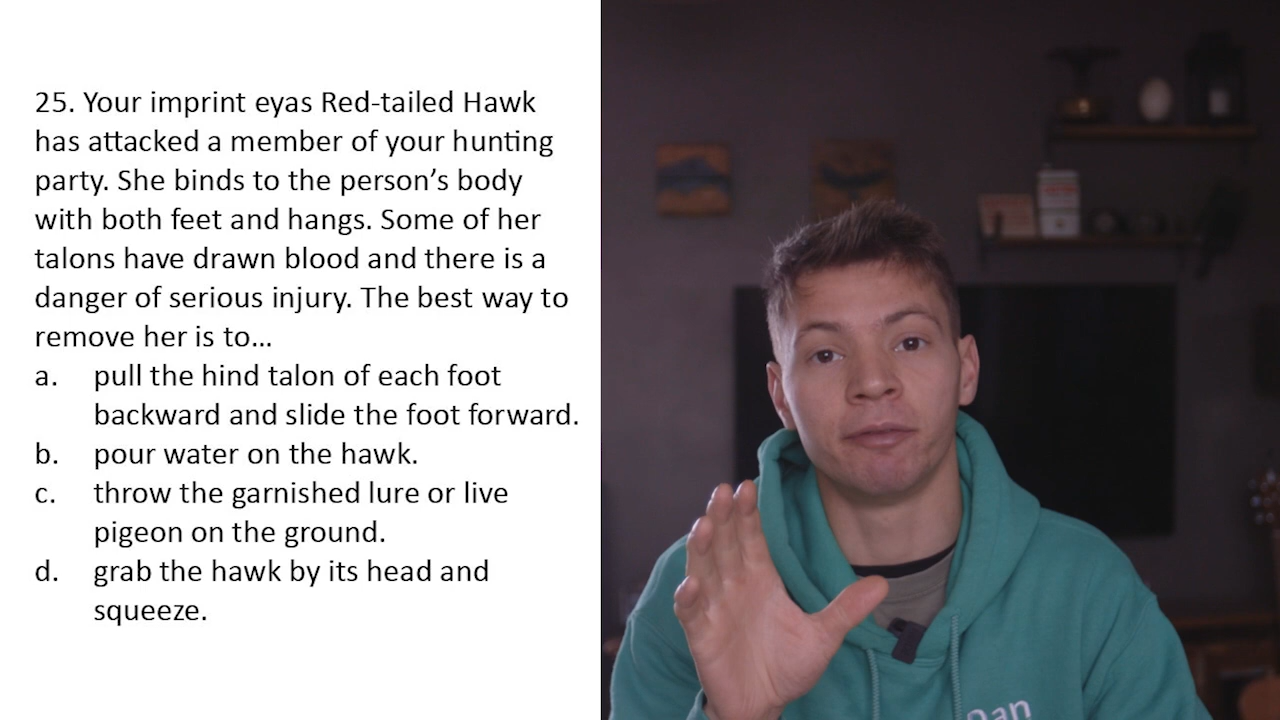 25. Your imprint eyas Red-tailed Hawk
has attacked a member of your hunting
party. She binds to the person’s body
with both feet and hangs. Some of her
talons have drawn blood and there is a
danger of serious injury. The best way to
remove her is to...
a. pull the hind talon of each foot
backward and slide the foot forward.
b. pour water on the hawk.
c. throw the garnished lure or live
pigeon on the ground.
d. grab the hawk by its head and
squeeze.